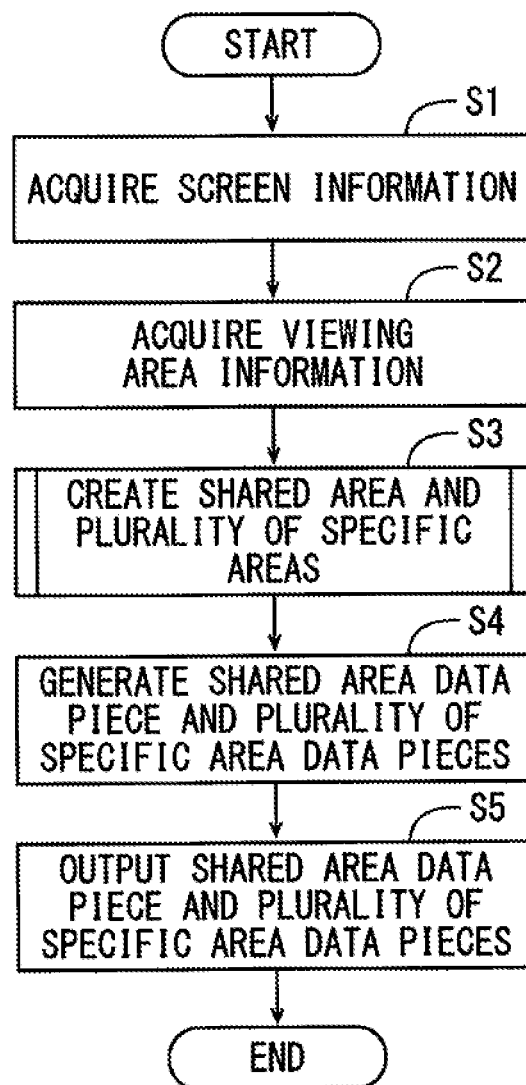 START
S1
ACQUIRE SCREEN INFORMATION
S2
ACQUIRE VIEWING
AREA INFORMATION
S3
CREATE SHARED AREA AND
PLURALITY OF SPECIFIC
AREAS
S4
GENERATE SHARED AREA DATA
PIECE AND PLURALITY OF
SPECIFIC AREA DATA PIECES
S5
OUTPUT SHARED AREA DATA
PIECE AND PLURALITY OF
SPECIFIC AREA DATA PIECES
END